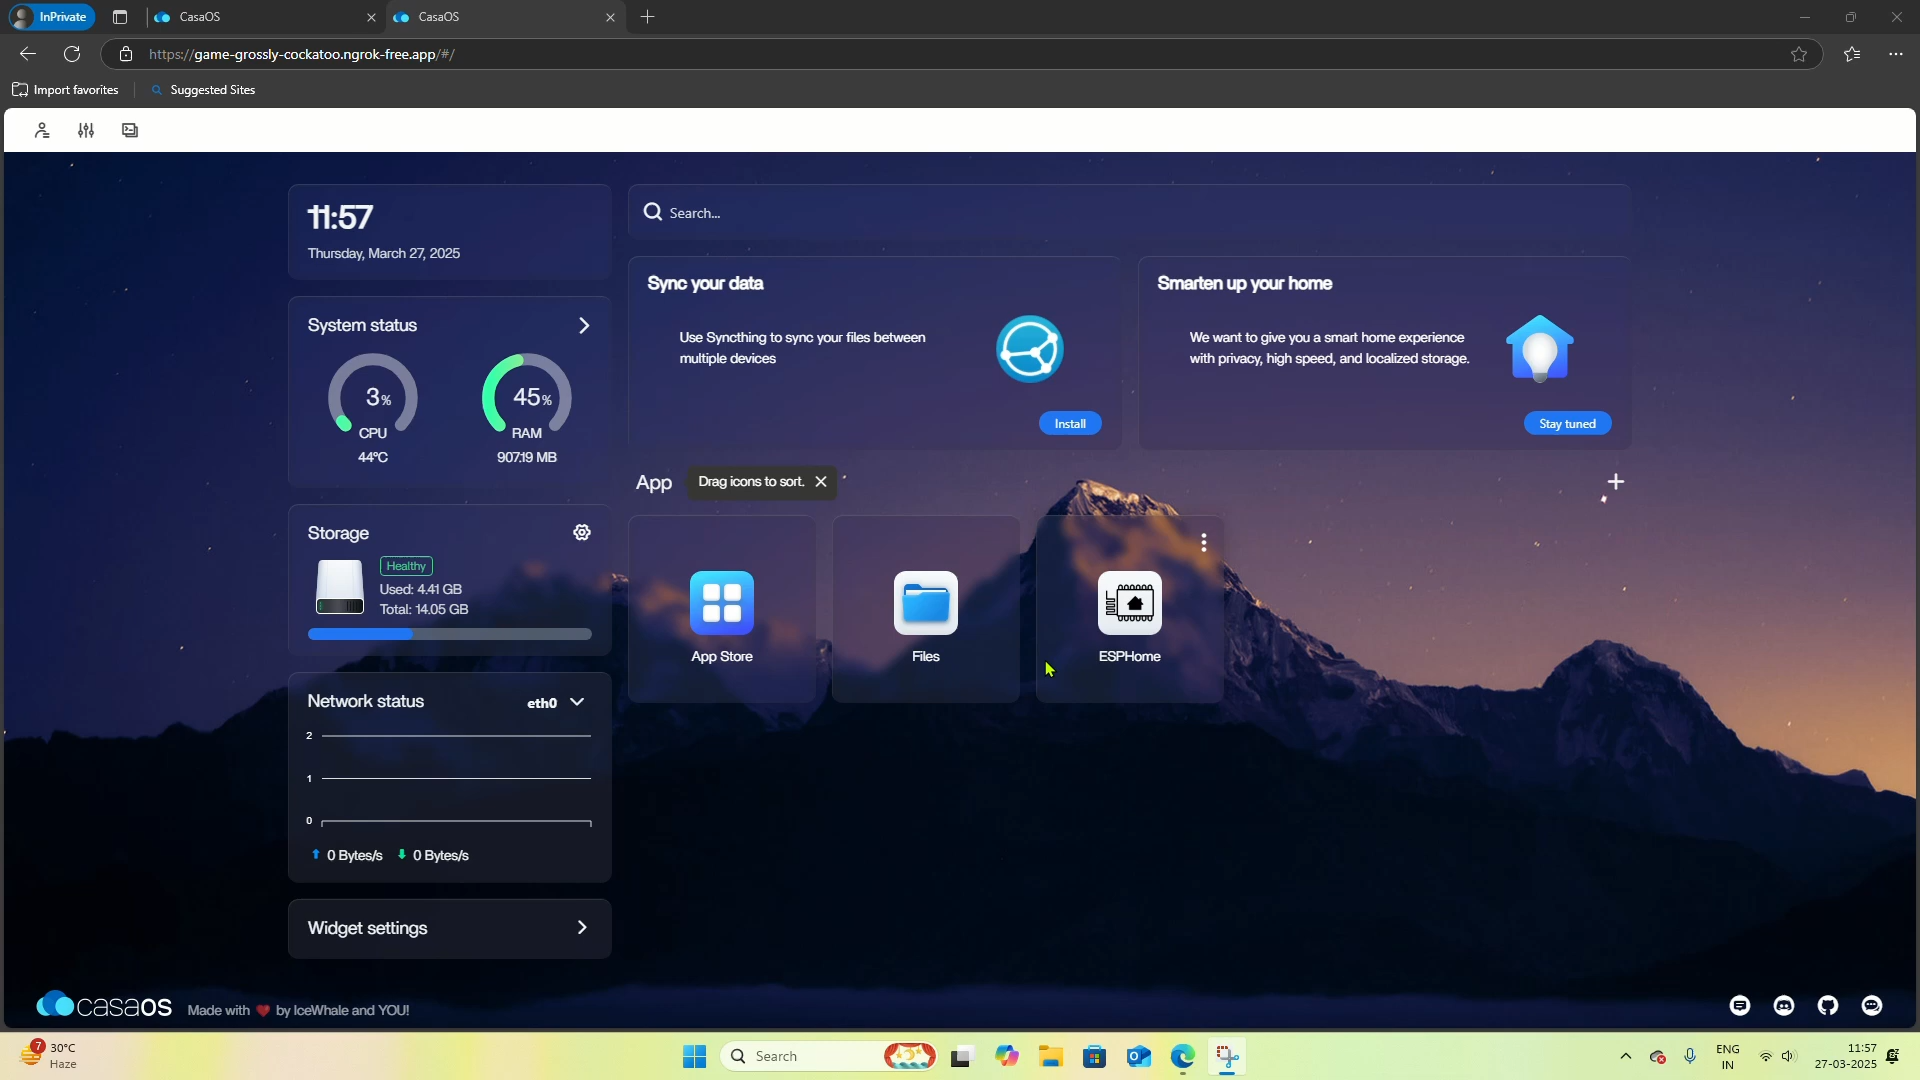 InPrivate
CasaOS
CasaOS
https://game-grossly-cockatoo.ngrok-free.app/#/
Import favorites
Suggested Sites
11:57
Thursday, March 27, 2025
Search...
System status
3%
CPU
44°C
45%
RAM
907.19 MB
Sync your data
Use Syncthing to sync your files between
multiple devices
Install
Smarten up your home
We want to give you a smart home experience
with privacy, high speed, and localized storage.
Stay tuned
App
Drag icons to sort.
App Store
Files
ESPHome
Storage
Healthy
Used: 4.41 GB
Total: 14.05 GB
Network status
eth0
2
1
0
0 Bytes/s
0 Bytes/s
Widget settings
casaOS
Made with ❤ by IceWhale and YOU!
7
30°C
Haze
Search
ENG
IN
11:57
27-03-2025